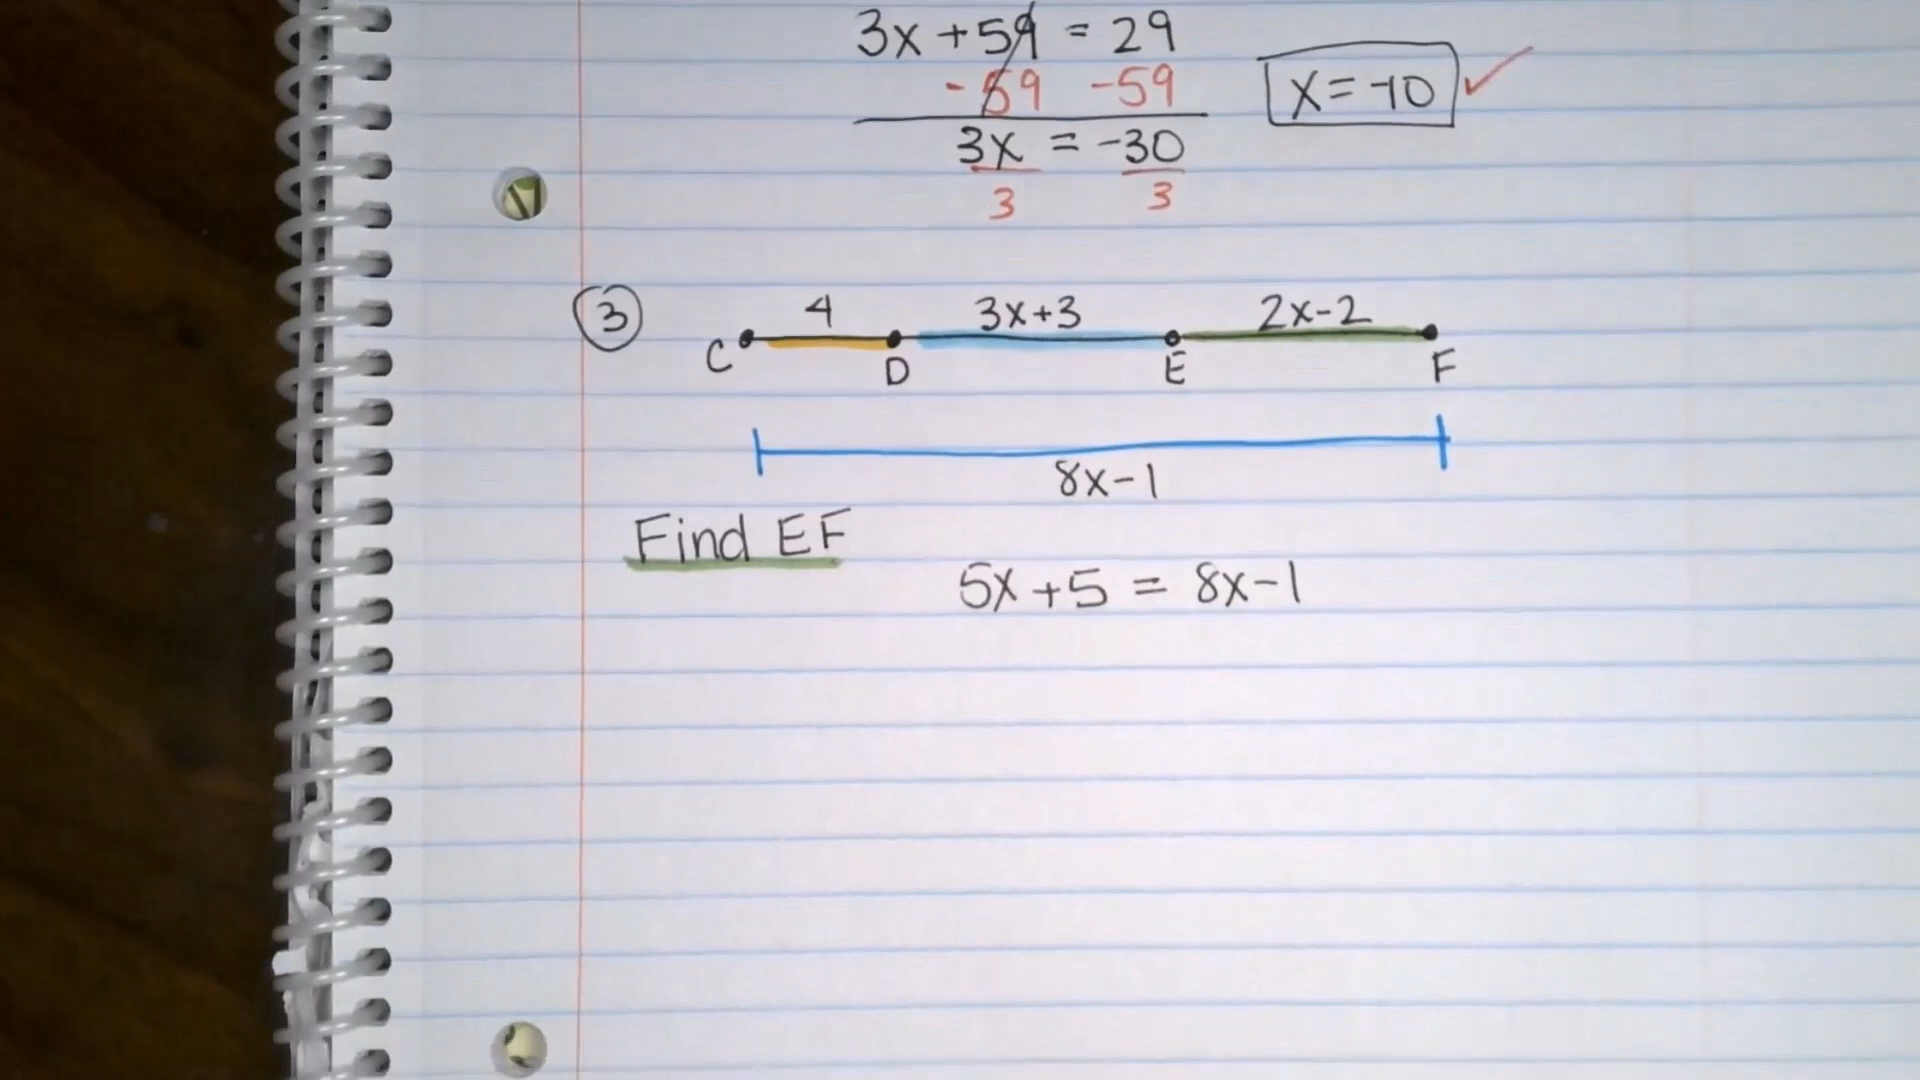 3x + 59 = 29
- 59 -59
x = -10 ✓
3x = -30
3 3
3
4 3x+3 2x-2
C D E F
8x-1
Find EF
5x + 5 = 8x-1